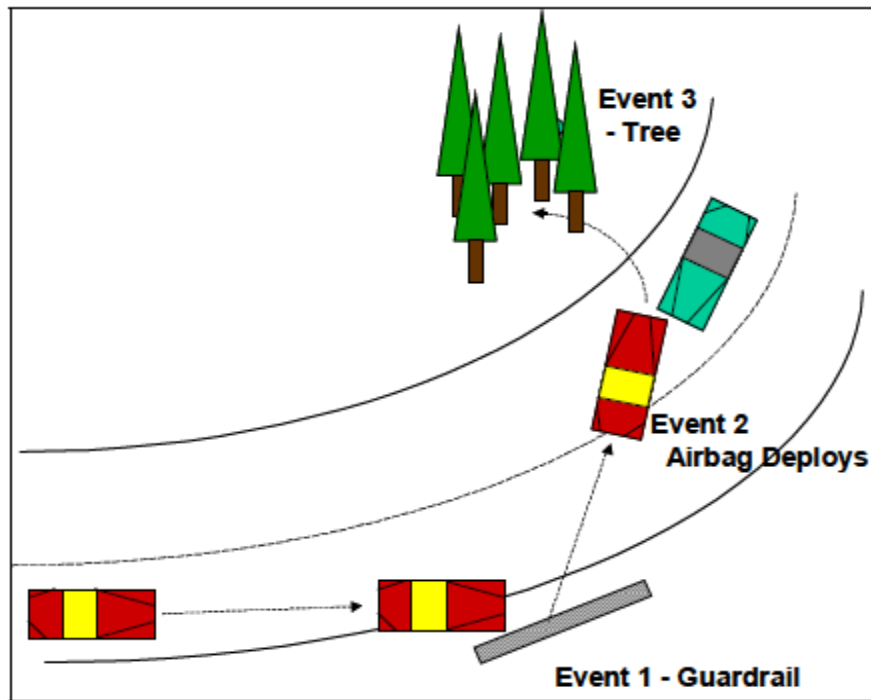 Event 3
- Tree
Event 2
Airbag Deploys
Event 1 - Guardrail